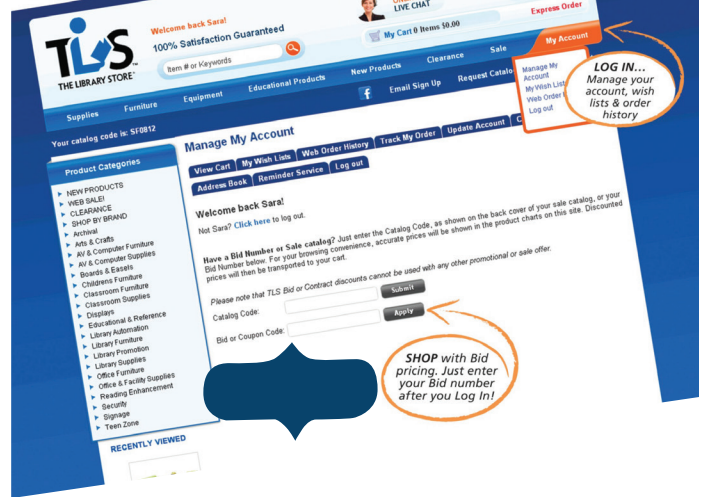 ONL
LIVE CHAT
Express Order
Welcome back Sara!
100% Satisfaction Guaranteed
My Cart 0 Items $0.00
My Account
TLS
THE LIBRARY STORE
Item # or Keywords
Supplies Furniture Equipment Educational Products New Products Clearance Sale
Email Sign Up Request Catalo
Manage My
Account
My Wish Lists
Web Order
Log out
LOG IN...
Manage your
account, wish
lists & order
history
Your catalog code is: SF0812
Manage My Account
View Cart My Wish Lists Web Order History Track My Order Update Account C
Address Book Reminder Service Log out
Product Categories
NEW PRODUCTS
WEB SALE!
CLEARANCE
SHOP BY BRAND
Archival
Arts & Crafts
AV & Computer Furniture
AV & Computer Supplies
Boards & Easels
Childrens Furniture
Classroom Furniture
Classroom Supplies
Displays
Educational & Reference
Library Automation
Library Furniture
Library Promotion
Library Supplies
Office Furniture
Office & Facility Supplies
Reading Enhancement
Security
Signage
Teen Zone
RECENTLY VIEWED
Welcome back Sara!
Not Sara? Click here to log out.
Have a Bid Number or Sale catalog? Just enter the Catalog Code, as shown on the back cover of your sale catalog, or your
Bid Number below. For your browsing convenience, accurate prices will be shown in the product charts on this site. Discounted
prices will then be transported to your cart.
Please note that TLS Bid or Contract discounts cannot be used with any other promotional or sale offer.
Catalog Code: Submit
Bid or Coupon Code: Apply
SHOP with Bid
pricing. Just enter
your Bid number
after you Log In!